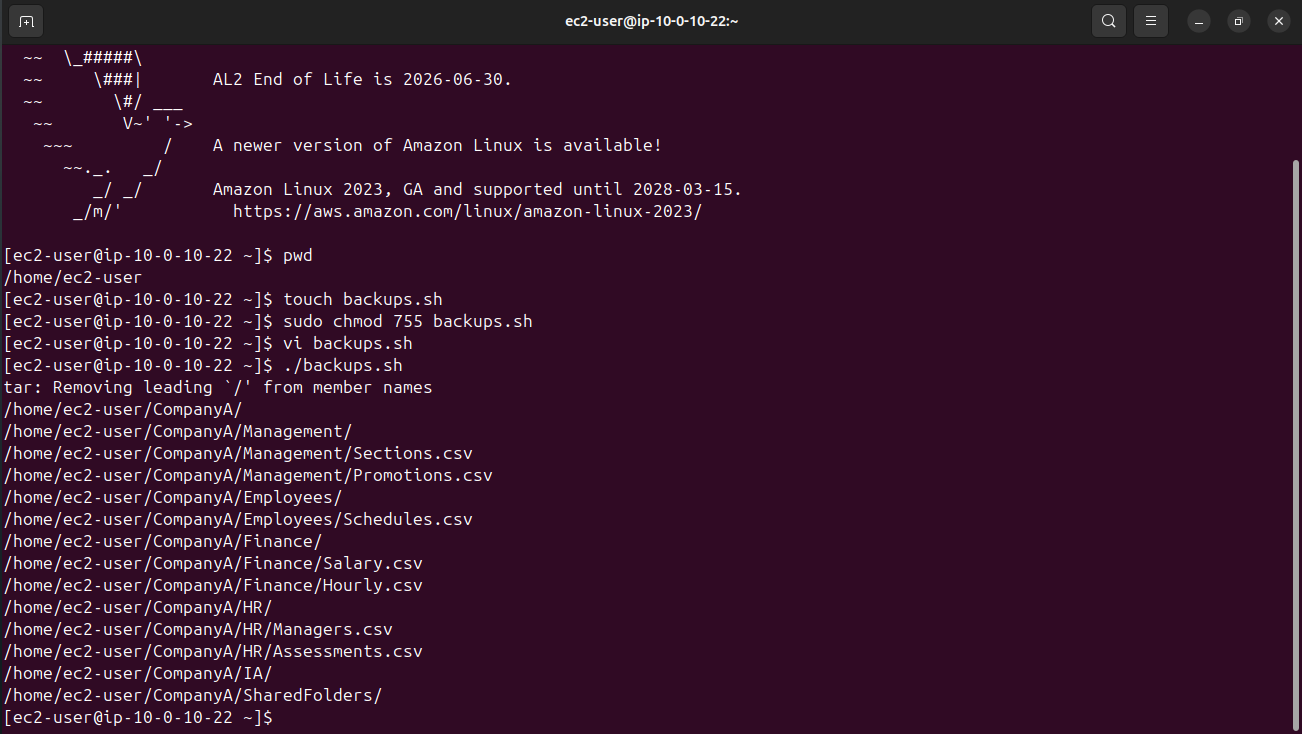 ec2-user@ip-10-0-10-22:~
~~  \_#####\
~~     \###|       AL2 End of Life is 2026-06-30.
~~       \#/ ___
~~       V~' '->
~~~         /    A newer version of Amazon Linux is available!
~~._.   _/
_/ _/       Amazon Linux 2023, GA and supported until 2028-03-15.
_/m/'           https://aws.amazon.com/linux/amazon-linux-2023/
[ec2-user@ip-10-0-10-22 ~]$ pwd
/home/ec2-user
[ec2-user@ip-10-0-10-22 ~]$ touch backups.sh
[ec2-user@ip-10-0-10-22 ~]$ sudo chmod 755 backups.sh
[ec2-user@ip-10-0-10-22 ~]$ vi backups.sh
[ec2-user@ip-10-0-10-22 ~]$ ./backups.sh
tar: Removing leading `/' from member names
/home/ec2-user/CompanyA/
/home/ec2-user/CompanyA/Management/
/home/ec2-user/CompanyA/Management/Sections.csv
/home/ec2-user/CompanyA/Management/Promotions.csv
/home/ec2-user/CompanyA/Employees/
/home/ec2-user/CompanyA/Employees/Schedules.csv
/home/ec2-user/CompanyA/Finance/
/home/ec2-user/CompanyA/Finance/Salary.csv
/home/ec2-user/CompanyA/Finance/Hourly.csv
/home/ec2-user/CompanyA/HR/
/home/ec2-user/CompanyA/HR/Managers.csv
/home/ec2-user/CompanyA/HR/Assessments.csv
/home/ec2-user/CompanyA/IA/
/home/ec2-user/CompanyA/SharedFolders/
[ec2-user@ip-10-0-10-22 ~]$